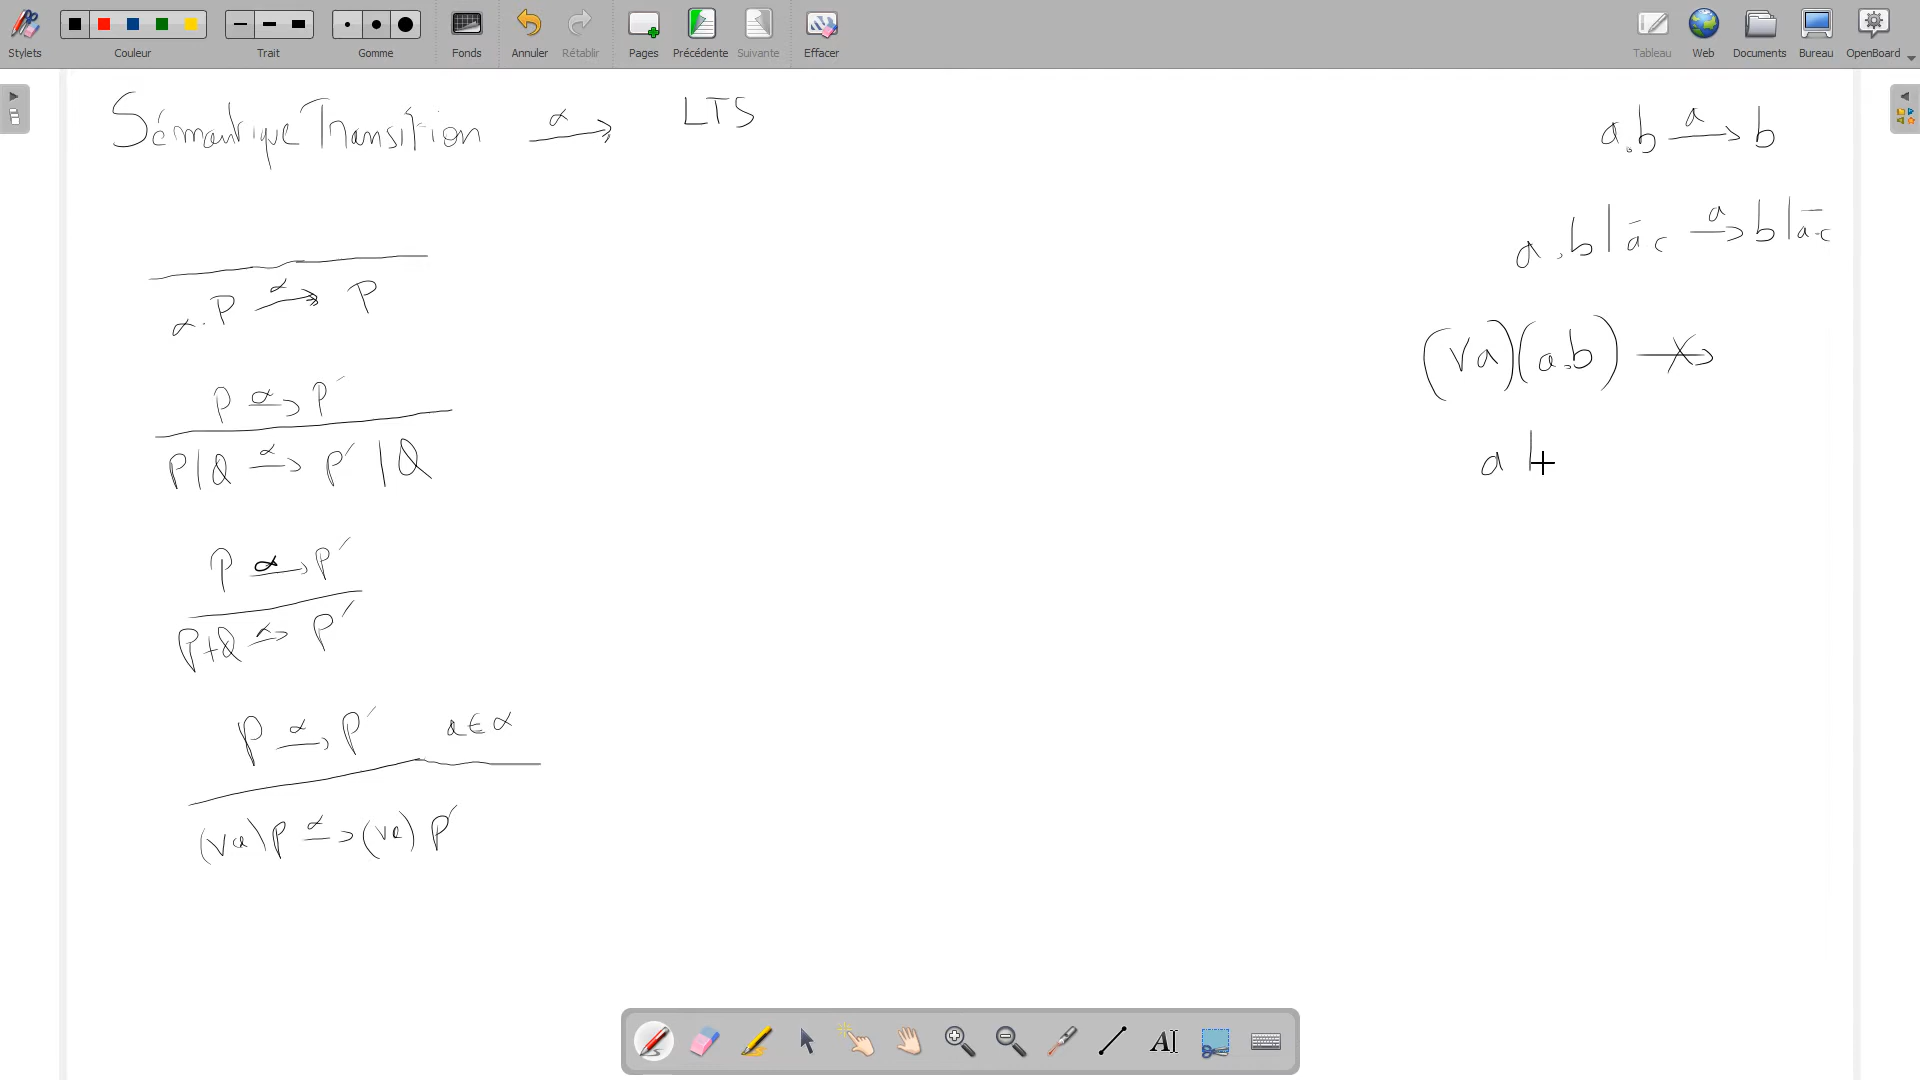 Stylets Couleur Trait Gomme Fonds Annuler Rétablir Pages Précédente Suivante Effacer Tableau Web Documents Bureau OpenBoard
Sémantique Transition α→ LTS
a.b a→ b
a.b | ā.c a→ b | ā.c
α.P α→ P
(νa)(a.b) →
P α→ P′
P|Q α→ P′ | Q
a
P α→ P′
P+Q α→ P′
P α→ P′ a∈α
(νa)P α→ (νa) P′